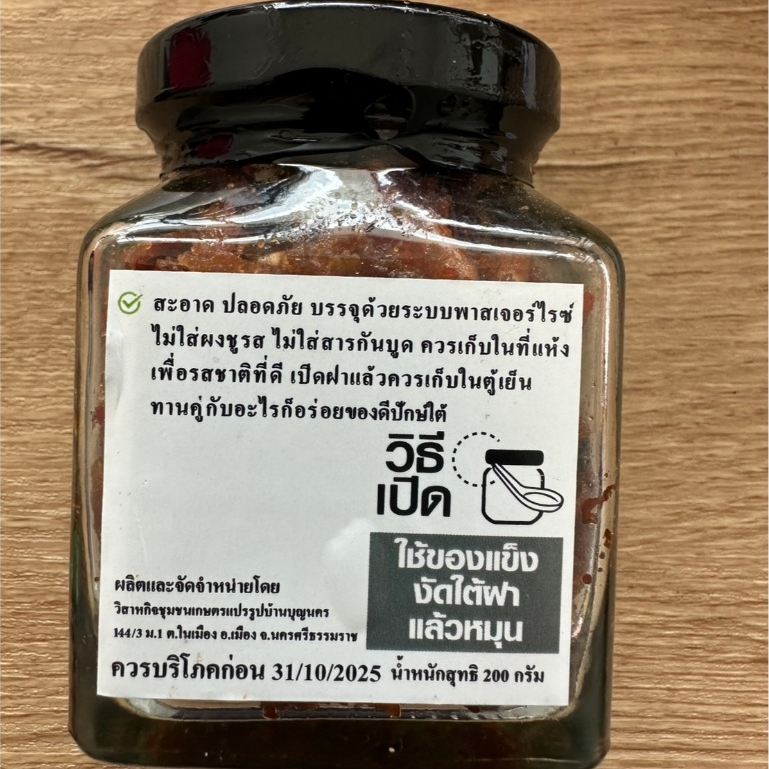 สะอาด ปลอดภัย บรรจุด้วยระบบพาสเจอร์ไรซ์
ไม่ใส่ผงชูรส ไม่ใส่สารกันบูด ควรเก็บในที่แห้ง
เพื่อรสชาติที่ดี เปิดฝาแล้วควรเก็บในตู้เย็น
ทานคู่กับอะไรก็อร่อยของดีปักษ์ใต้
วิธี
เปิด
ใช้ของแข็ง
งัดใต้ฝา
แล้วหมุน
ผลิตและจัดจำหน่ายโดย
วิสาหกิจชุมชนเกษตรแปรรูปบ้านบุญนคร
144/3 ม.1 ต.ในเมือง อ.เมือง จ.นครศรีธรรมราช
ควรบริโภคก่อน 31/10/2025 น้ำหนักสุทธิ 200 กรัม